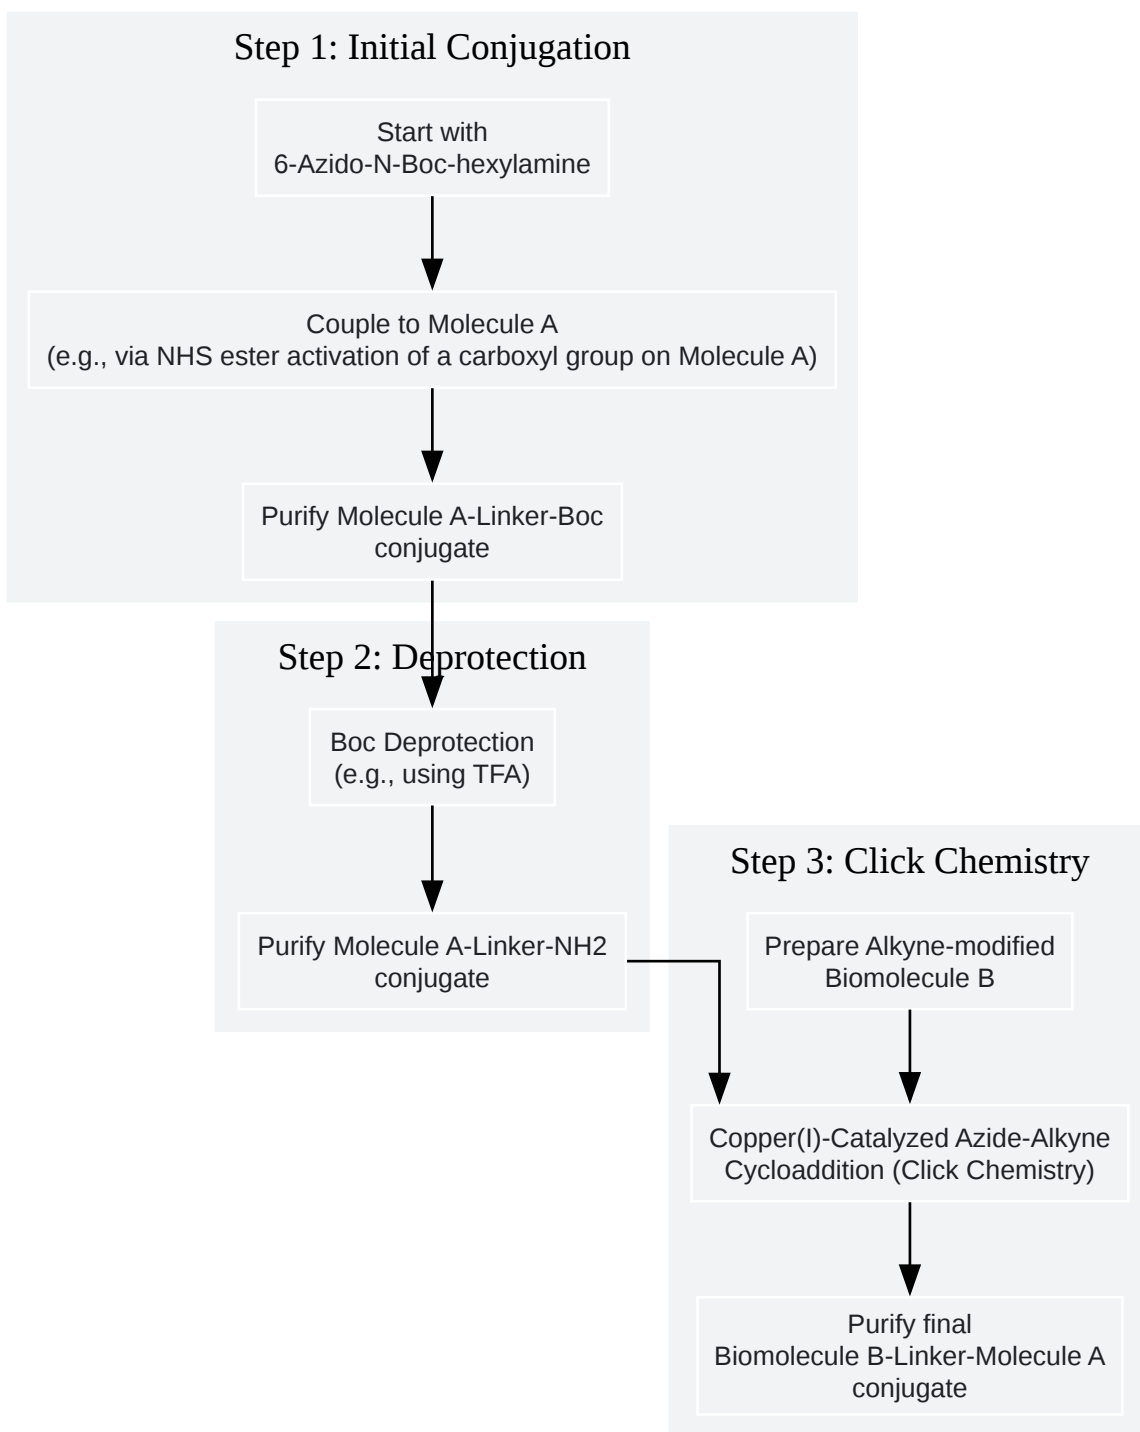 Step 1: Initial Conjugation
Start with
6-Azido-N-Boc-hexylamine
Couple to Molecule A
(e.g., via NHS ester activation of a carboxyl group on Molecule A)
Purify Molecule A-Linker-Boc
conjugate
Step 2: Deprotection
Boc Deprotection
(e.g., using TFA)
Purify Molecule A-Linker-NH2
conjugate
Step 3: Click Chemistry
Prepare Alkyne-modified
Biomolecule B
Copper(I)-Catalyzed Azide-Alkyne
Cycloaddition (Click Chemistry)
Purify final
Biomolecule B-Linker-Molecule A
conjugate